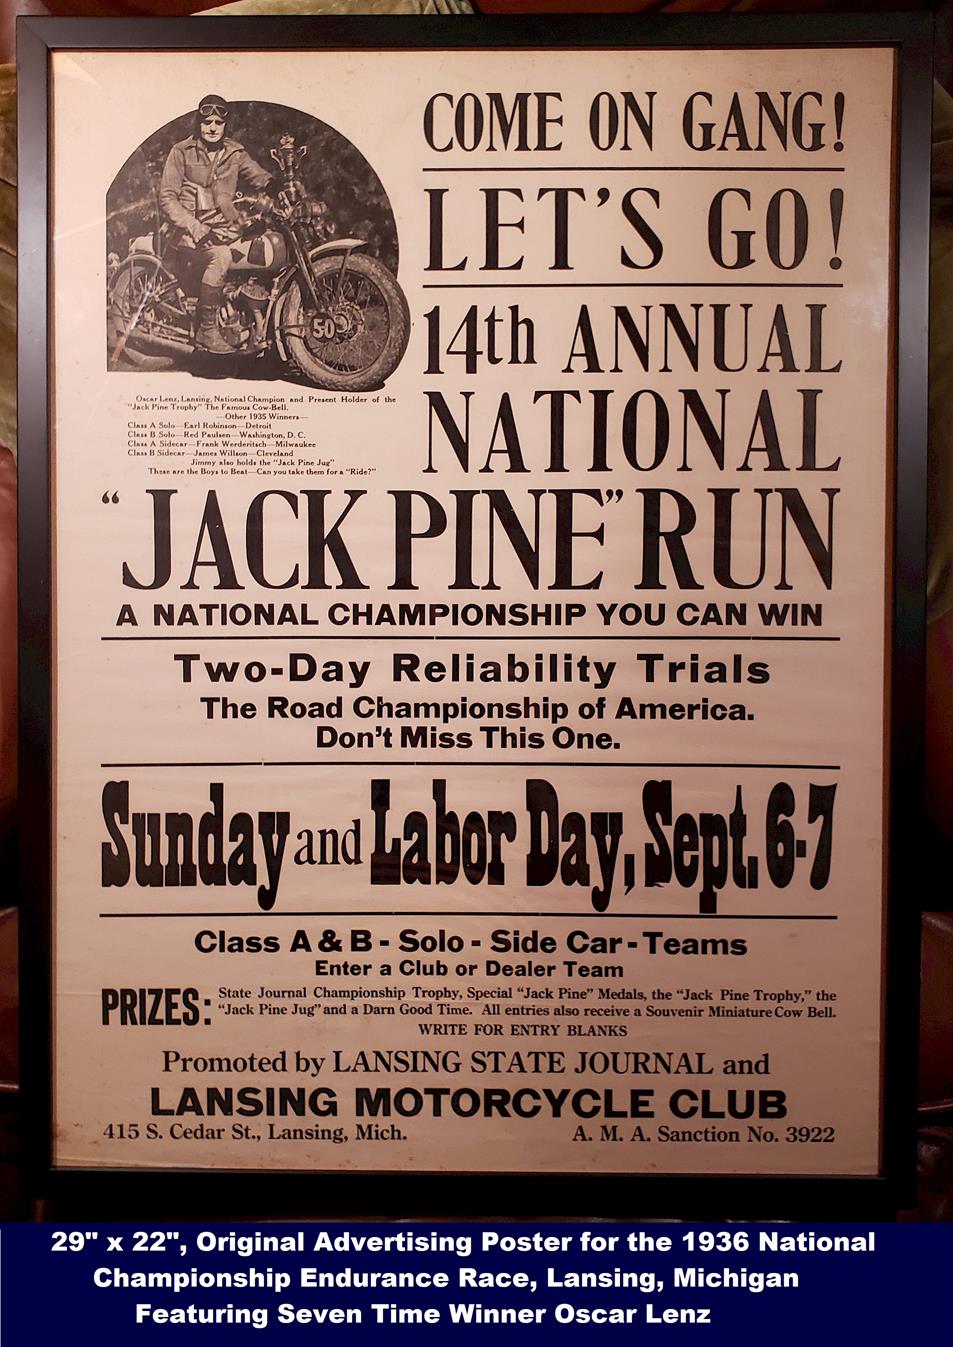 COME ON GANG!
LET'S GO!
14th ANNUAL
NATIONAL
50
Oscar Lenz, Lansing, National Champion and Present Holder of the
"Jack Pine Trophy" The Famous Cow-Bell.
—Other 1935 Winners—
Class A Solo—Earl Robinson—Detroit
Class B Solo—Red Paulsen—Washington, D. C.
Class A Sidecar—Frank Werderitsch—Milwaukee
Class B Sidecar—James Willson—Cleveland
Jimmy also holds the "Jack Pine Jug"
These are the Boys to Beat—Can you take them for a "Ride?"
"JACK PINE" RUN
A NATIONAL CHAMPIONSHIP YOU CAN WIN
Two-Day Reliability Trials
The Road Championship of America.
Don't Miss This One.
Sunday and Labor Day, Sept. 6-7
Class A & B - Solo - Side Car - Teams
Enter a Club or Dealer Team
PRIZES: State Journal Championship Trophy, Special "Jack Pine" Medals, the "Jack Pine Trophy," the
"Jack Pine Jug" and a Darn Good Time. All entries also receive a Souvenir Miniature Cow Bell.
WRITE FOR ENTRY BLANKS
Promoted by LANSING STATE JOURNAL and
LANSING MOTORCYCLE CLUB
415 S. Cedar St., Lansing, Mich. A. M. A. Sanction No. 3922
29" x 22", Original Advertising Poster for the 1936 National
Championship Endurance Race, Lansing, Michigan
Featuring Seven Time Winner Oscar Lenz